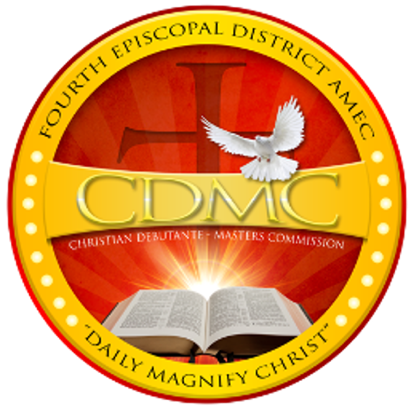 FOURTH EPISCOPAL DISTRICT AMEC
CDMC
CHRISTIAN DEBUTANTE - MASTERS COMMISSION
"DAILY MAGNIFY CHRIST"